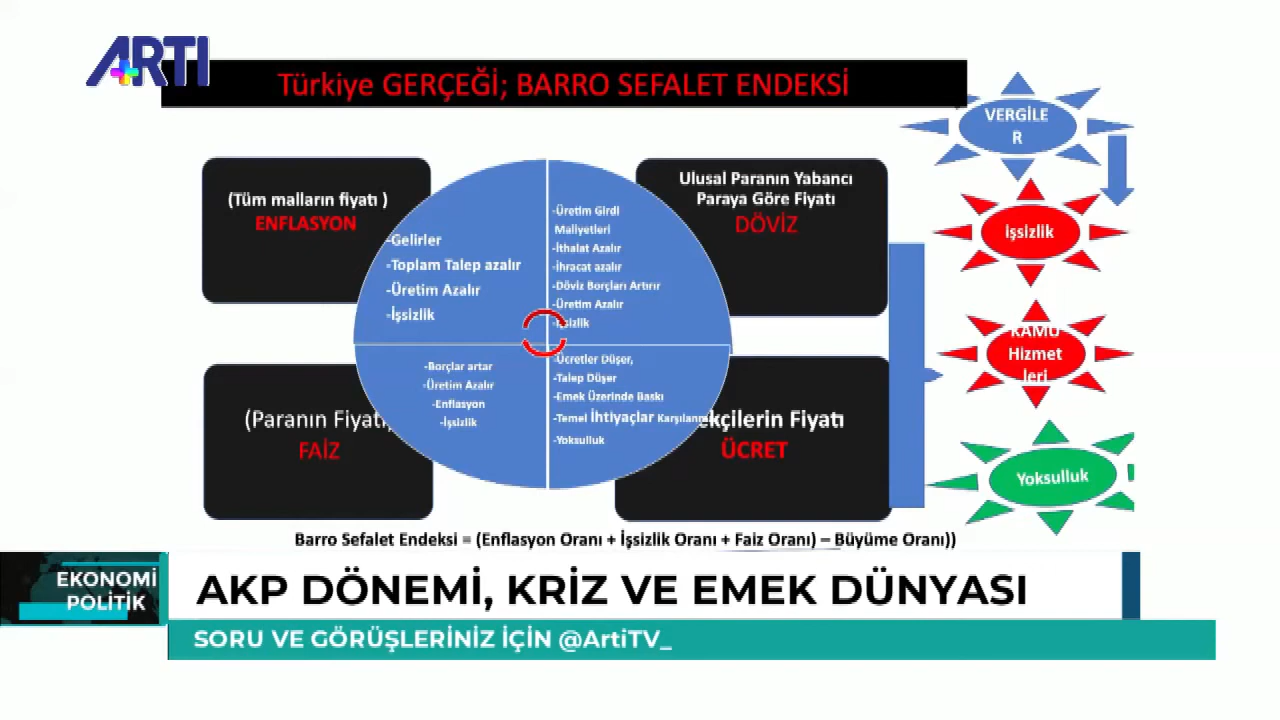 ARTI
Türkiye GERÇEĞİ; BARRO SEFALET ENDEKSİ
(Tüm malların fiyatı )
ENFLASYON
-Gelirler
-Toplam Talep azalır
-Üretim Azalır
-İşsizlik
-Üretim Girdi
Maliyetleri
-İthalat Azalır
-İhracat azalır
-Döviz Borçları Artırır
-Üretim Azalır
-İşsizlik
Ulusal Paranın Yabancı
Paraya Göre Fiyatı
DÖVİZ
(Paranın Fiyatı)
FAİZ
-Borçlar artar
-Üretim Azalır
-Enflasyon
-İşsizlik
-Ücretler Düşer,
-Talep Düşer
-Emek Üzerinde Baskı
-Temel İhtiyaçlar
-Yoksulluk
Fiyatı
ÜCRET
VERGİLE
R
İşsizlik
KAMU
Hizmet
leri
Yoksulluk
Barro Sefalet Endeksi = (Enflasyon Oranı + İşsizlik Oranı + Faiz Oranı) – Büyüme Oranı))
EKONOMİ
POLİTİK
AKP DÖNEMİ, KRİZ VE EMEK DÜNYASI
SORU VE GÖRÜŞLERİNİZ İÇİN @ArtiTV_